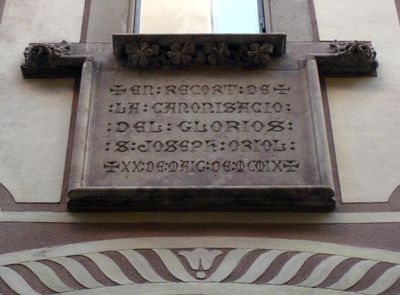 ✠EN:RECORT:DE✠
LA:CANONISACIO:
:DEL:GLORIOS:
S:JOSEPH:ORIOL:
✠XX:DE:MAIG:DE:MCMIX✠